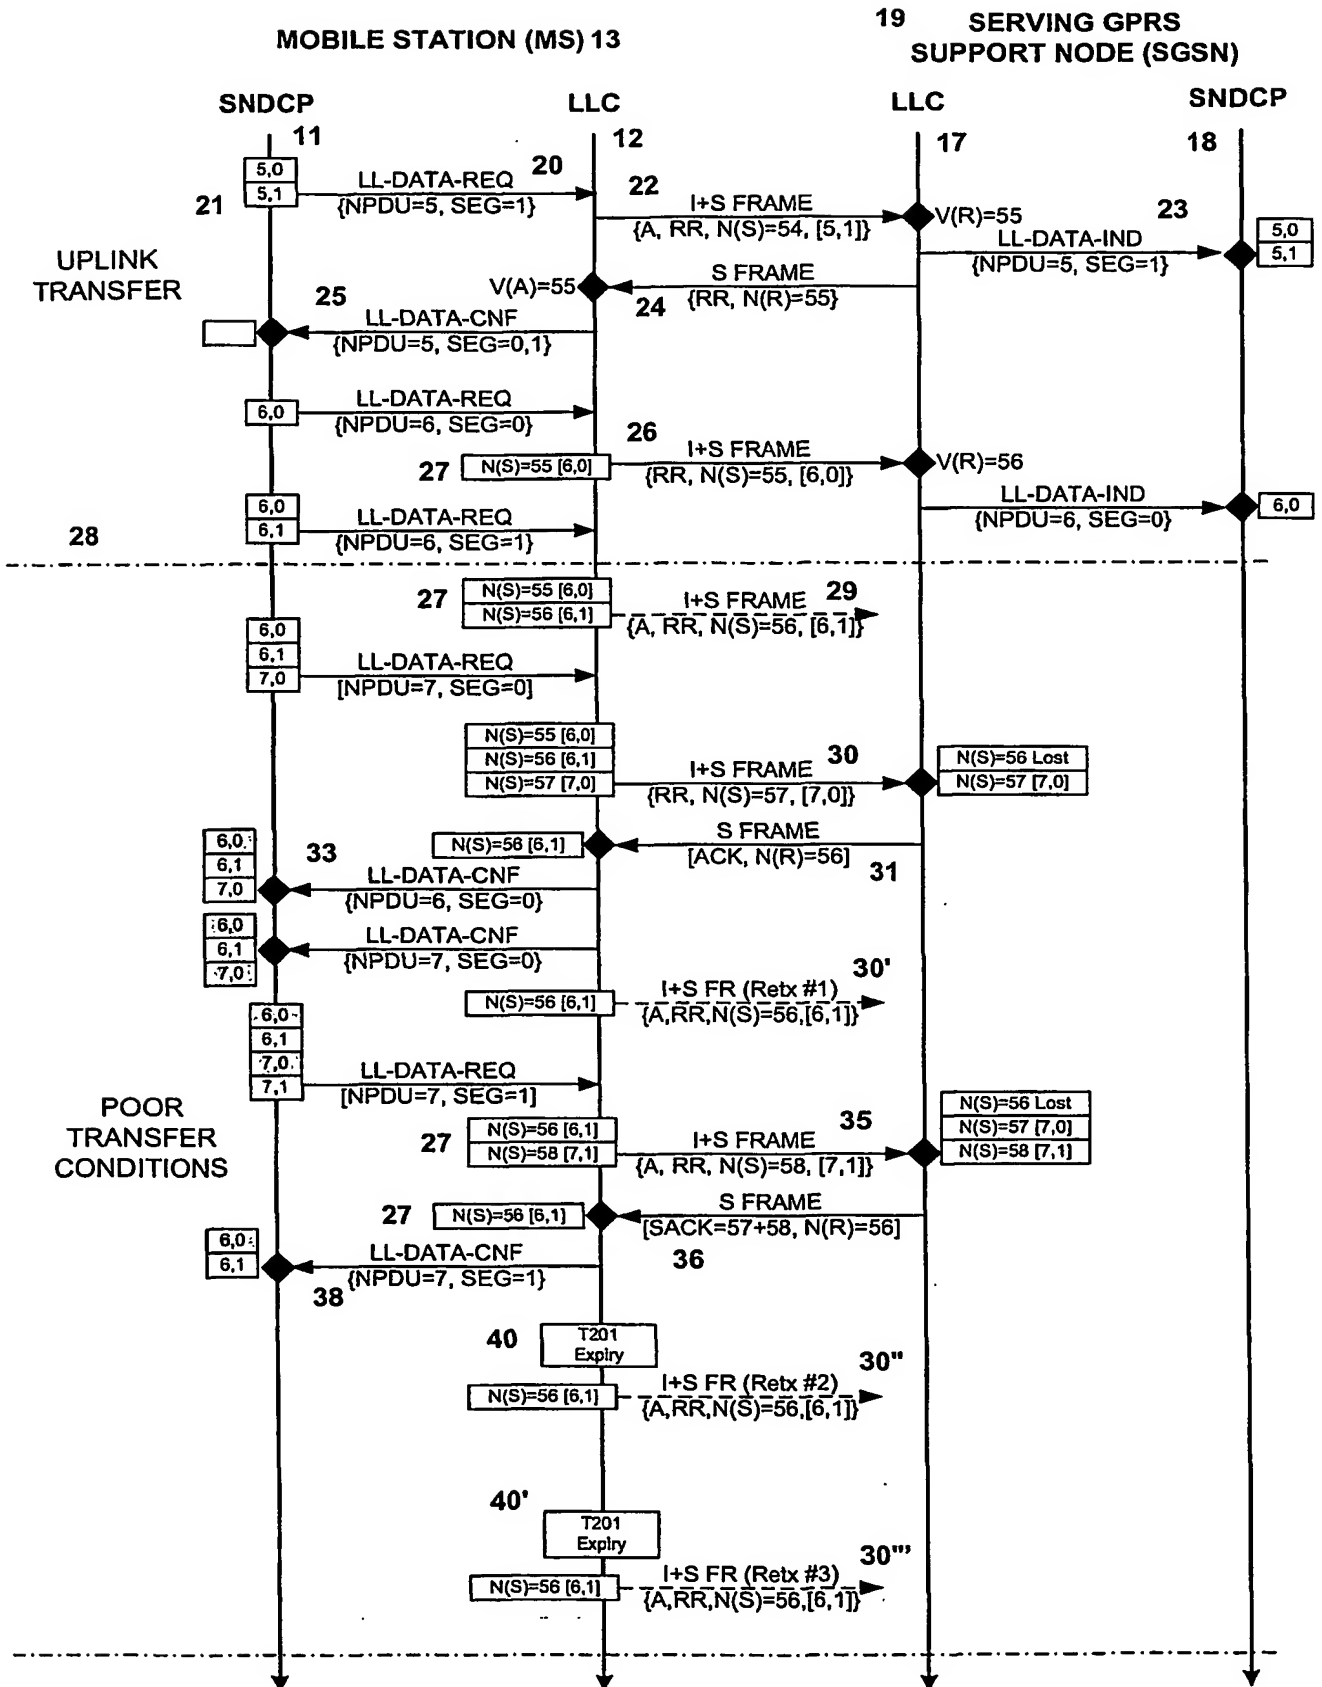 MOBILE STATION (MS) 13
19
SERVING GPRS
SUPPORT NODE (SGSN)
SNDCP
LLC
LLC
SNDCP
11
12
17
18
5,0
5,1
21
LL-DATA-REQ
{NPDU=5, SEG=1}
20
22
I+S FRAME
{A, RR, N(S)=54, [5,1]}
V(R)=55
23
LL-DATA-IND
{NPDU=5, SEG=1}
5,0
5,1
UPLINK
TRANSFER
V(A)=55
S FRAME
{RR, N(R)=55}
24
25
LL-DATA-CNF
{NPDU=5, SEG=0,1}
6,0
LL-DATA-REQ
{NPDU=6, SEG=0}
26
27
N(S)=55 [6,0]
I+S FRAME
{RR, N(S)=55, [6,0]}
V(R)=56
LL-DATA-IND
{NPDU=6, SEG=0}
6,0
6,0
6,1
LL-DATA-REQ
{NPDU=6, SEG=1}
28
27
N(S)=55 [6,0]
N(S)=56 [6,1]
I+S FRAME
29
{A, RR, N(S)=56, [6,1]}
6,0
6,1
7,0
LL-DATA-REQ
[NPDU=7, SEG=0]
N(S)=55 [6,0]
N(S)=56 [6,1]
N(S)=57 [7,0]
I+S FRAME
30
{RR, N(S)=57, [7,0]}
N(S)=56 Lost
N(S)=57 [7,0]
S FRAME
[ACK, N(R)=56]
31
N(S)=56 [6,1]
6,0
6,1
7,0
33
LL-DATA-CNF
{NPDU=6, SEG=0}
6,0
6,1
7,0
LL-DATA-CNF
{NPDU=7, SEG=0}
30'
N(S)=56 [6,1]
I+S FR (Retx #1)
{A,RR,N(S)=56,[6,1]}
6,0
6,1
7,0
7,1
LL-DATA-REQ
[NPDU=7, SEG=1]
POOR
TRANSFER
CONDITIONS
27
N(S)=56 [6,1]
N(S)=58 [7,1]
I+S FRAME
35
{A, RR, N(S)=58, [7,1]}
N(S)=56 Lost
N(S)=57 [7,0]
N(S)=58 [7,1]
27
N(S)=56 [6,1]
S FRAME
[SACK=57+58, N(R)=56]
36
6,0
6,1
LL-DATA-CNF
{NPDU=7, SEG=1}
38
40
T201
Expiry
30"
N(S)=56 [6,1]
I+S FR (Retx #2)
{A,RR,N(S)=56,[6,1]}
40'
T201
Expiry
30"'
N(S)=56 [6,1]
I+S FR (Retx #3)
{A,RR,N(S)=56,[6,1]}